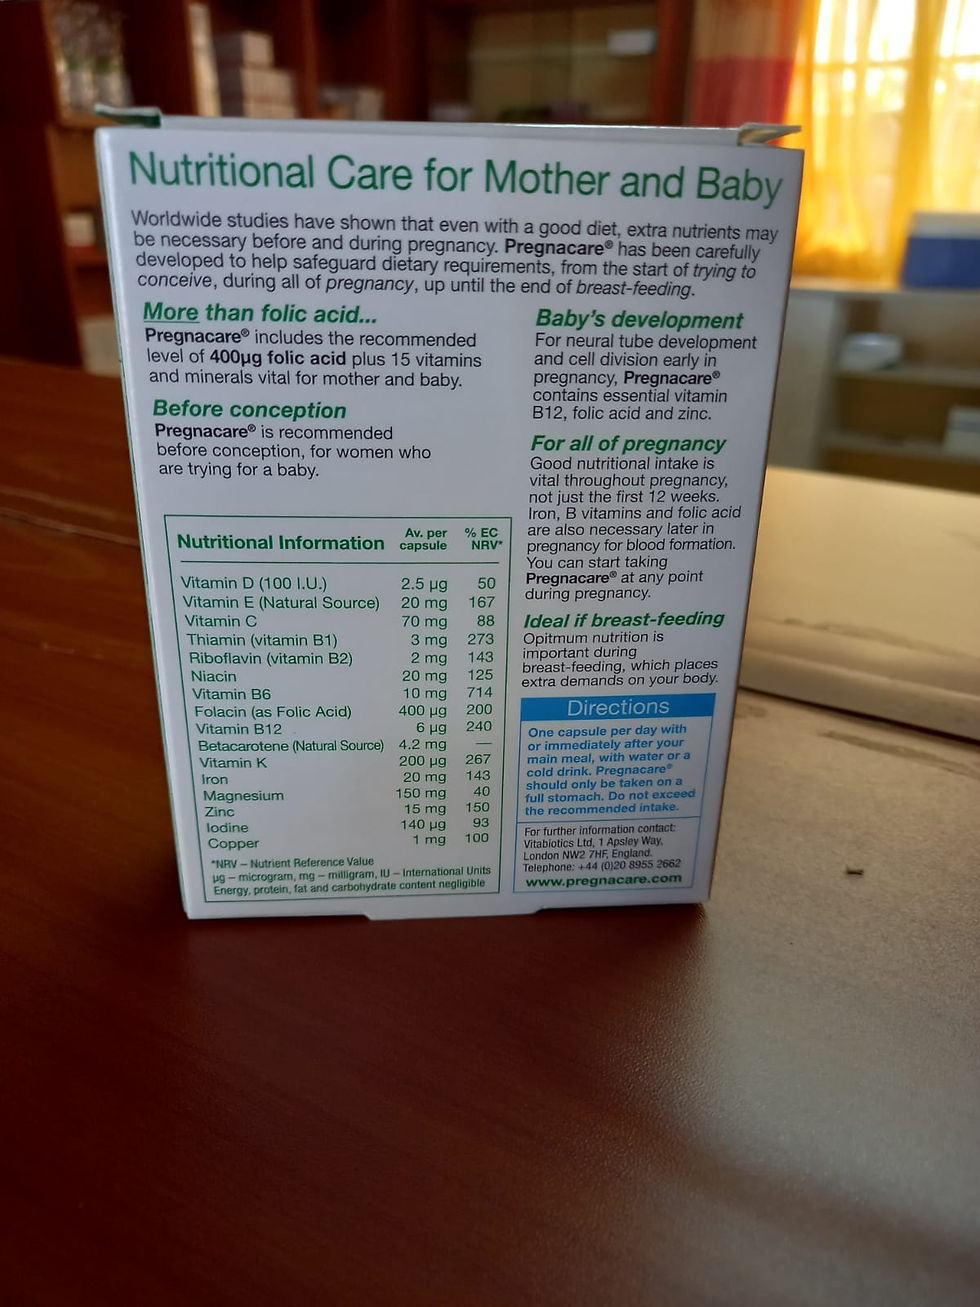 Nutritional Care for Mother and Baby
Worldwide studies have shown that even with a good diet, extra nutrients may
be necessary before and during pregnancy. Pregnacare® has been carefully
developed to help safeguard dietary requirements, from the start of trying to
conceive, during all of pregnancy, up until the end of breast-feeding.
More than folic acid...
Pregnacare® includes the recommended
level of 400µg folic acid plus 15 vitamins
and minerals vital for mother and baby.
Before conception
Pregnacare® is recommended
before conception, for women who
are trying for a baby.
Nutritional Information Av. per capsule % EC NRV*
Vitamin D (100 I.U.) 2.5 µg 50
Vitamin E (Natural Source) 20 mg 167
Vitamin C 70 mg 88
Thiamin (vitamin B1) 3 mg 273
Riboflavin (vitamin B2) 2 mg 143
Niacin 20 mg 125
Vitamin B6 10 mg 714
Folacin (as Folic Acid) 400 µg 200
Vitamin B12 6 µg 240
Betacarotene (Natural Source) 4.2 mg —
Vitamin K 200 µg 267
Iron 20 mg 143
Magnesium 150 mg 40
Zinc 15 mg 150
Iodine 140 µg 93
Copper 1 mg 100
*NRV – Nutrient Reference Value
µg – microgram, mg – milligram, IU – International Units
Energy, protein, fat and carbohydrate content negligible
Baby's development
For neural tube development
and cell division early in
pregnancy, Pregnacare®
contains essential vitamin
B12, folic acid and zinc.
For all of pregnancy
Good nutritional intake is
vital throughout pregnancy,
not just the first 12 weeks.
Iron, B vitamins and folic acid
are also necessary later in
pregnancy for blood formation.
You can start taking
Pregnacare® at any point
during pregnancy.
Ideal if breast-feeding
Opitmum nutrition is
important during
breast-feeding, which places
extra demands on your body.
Directions
One capsule per day with
or immediately after your
main meal, with water or a
cold drink. Pregnacare®
should only be taken on a
full stomach. Do not exceed
the recommended intake.
For further information contact:
Vitabiotics Ltd, 1 Apsley Way,
London NW2 7HF, England.
Telephone: +44 (0)20 8955 2662
www.pregnacare.com